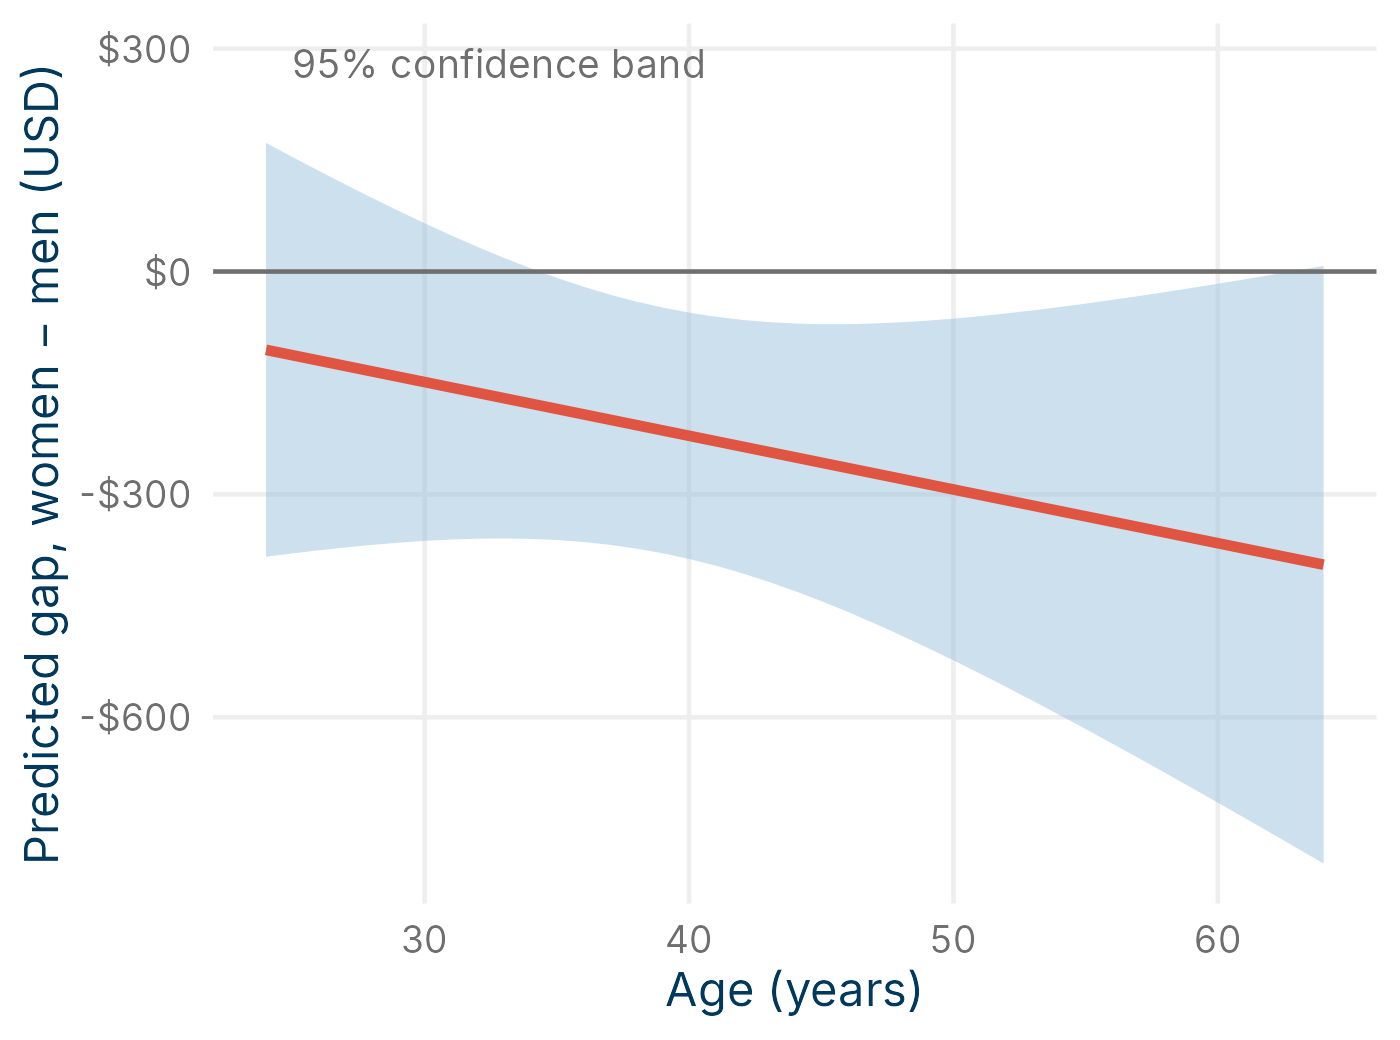 Predicted gap, women – men (USD)
$300
$0
-$300
-$600
95% confidence band
30 40 50 60
Age (years)